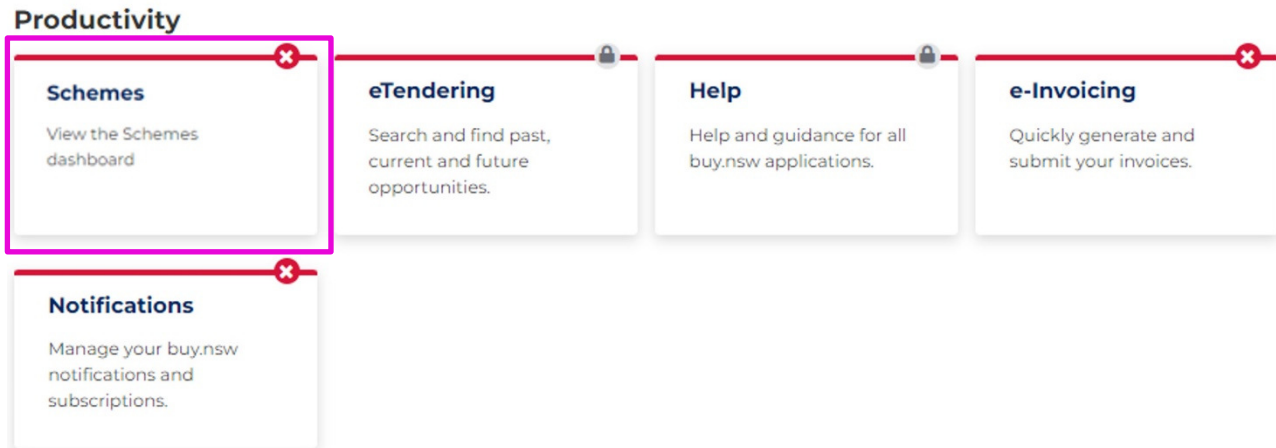 Productivity
Schemes
View the Schemes
dashboard
eTendering
Search and find past,
current and future
opportunities.
Help
Help and guidance for all
buy.nsw applications.
e-Invoicing
Quickly generate and
submit your invoices.
Notifications
Manage your buy.nsw
notifications and
subscriptions.